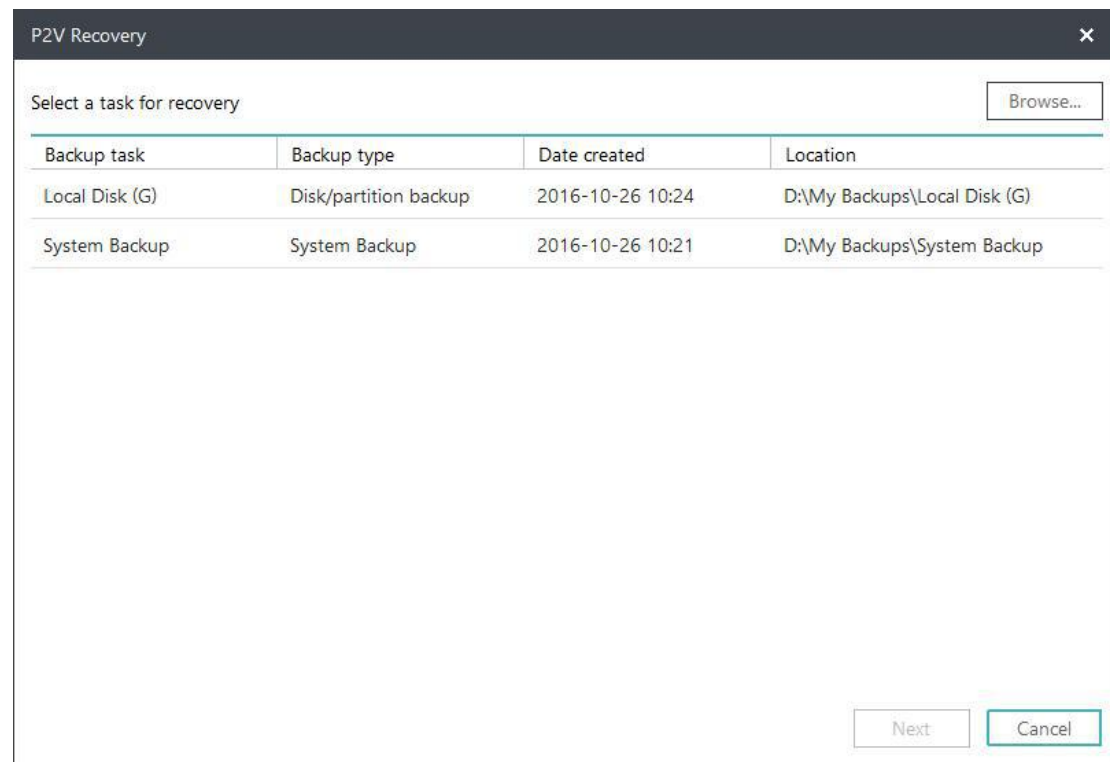 P2V Recovery
Select a task for recovery Browse...
Backup task Backup type Date created Location
Local Disk (G) Disk/partition backup 2016-10-26 10:24 D:\My Backups\Local Disk (G)
System Backup System Backup 2016-10-26 10:21 D:\My Backups\System Backup
Next Cancel